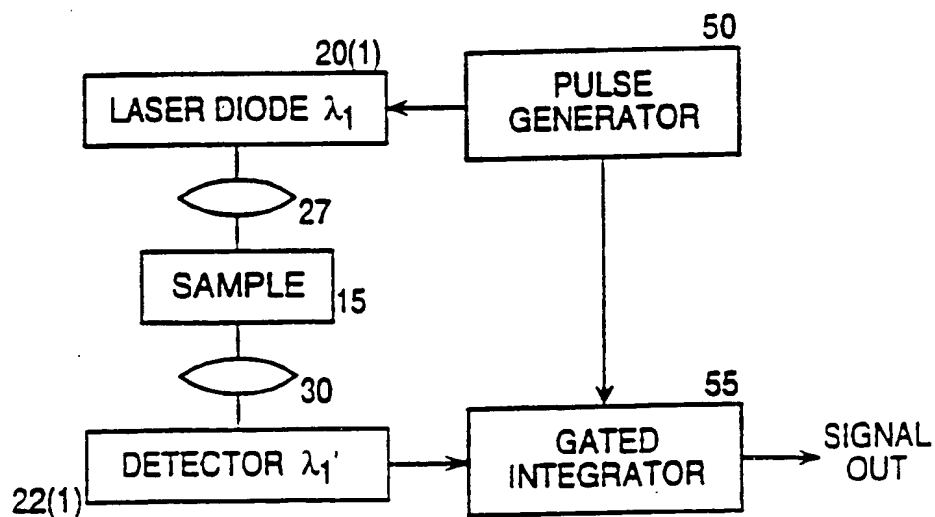 50
20(1)
PULSE
GENERATOR
LASER DIODE λ1
27
SAMPLE
15
30
55
GATED
INTEGRATOR
SIGNAL
OUT
DETECTOR λ1'
22(1)